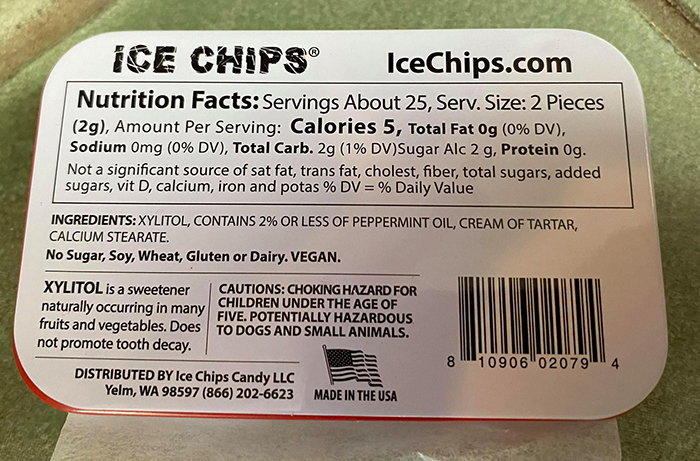 ICE CHIPS® IceChips.com
Nutrition Facts: Servings About 25, Serv. Size: 2 Pieces
(2g), Amount Per Serving: Calories 5, Total Fat 0g (0% DV),
Sodium 0mg (0% DV), Total Carb. 2g (1% DV)Sugar Alc 2 g, Protein 0g.
Not a significant source of sat fat, trans fat, cholest, fiber, total sugars, added
sugars, vit D, calcium, iron and potas % DV = % Daily Value
INGREDIENTS: XYLITOL, CONTAINS 2% OR LESS OF PEPPERMINT OIL, CREAM OF TARTAR,
CALCIUM STEARATE.
No Sugar, Soy, Wheat, Gluten or Dairy. VEGAN.
XYLITOL is a sweetener
naturally occurring in many
fruits and vegetables. Does
not promote tooth decay.
CAUTIONS: CHOKING HAZARD FOR
CHILDREN UNDER THE AGE OF
FIVE. POTENTIALLY HAZARDOUS
TO DOGS AND SMALL ANIMALS.
DISTRIBUTED BY Ice Chips Candy LLC
Yelm, WA 98597 (866) 202-6623
MADE IN THE USA
8 10906 02079 4